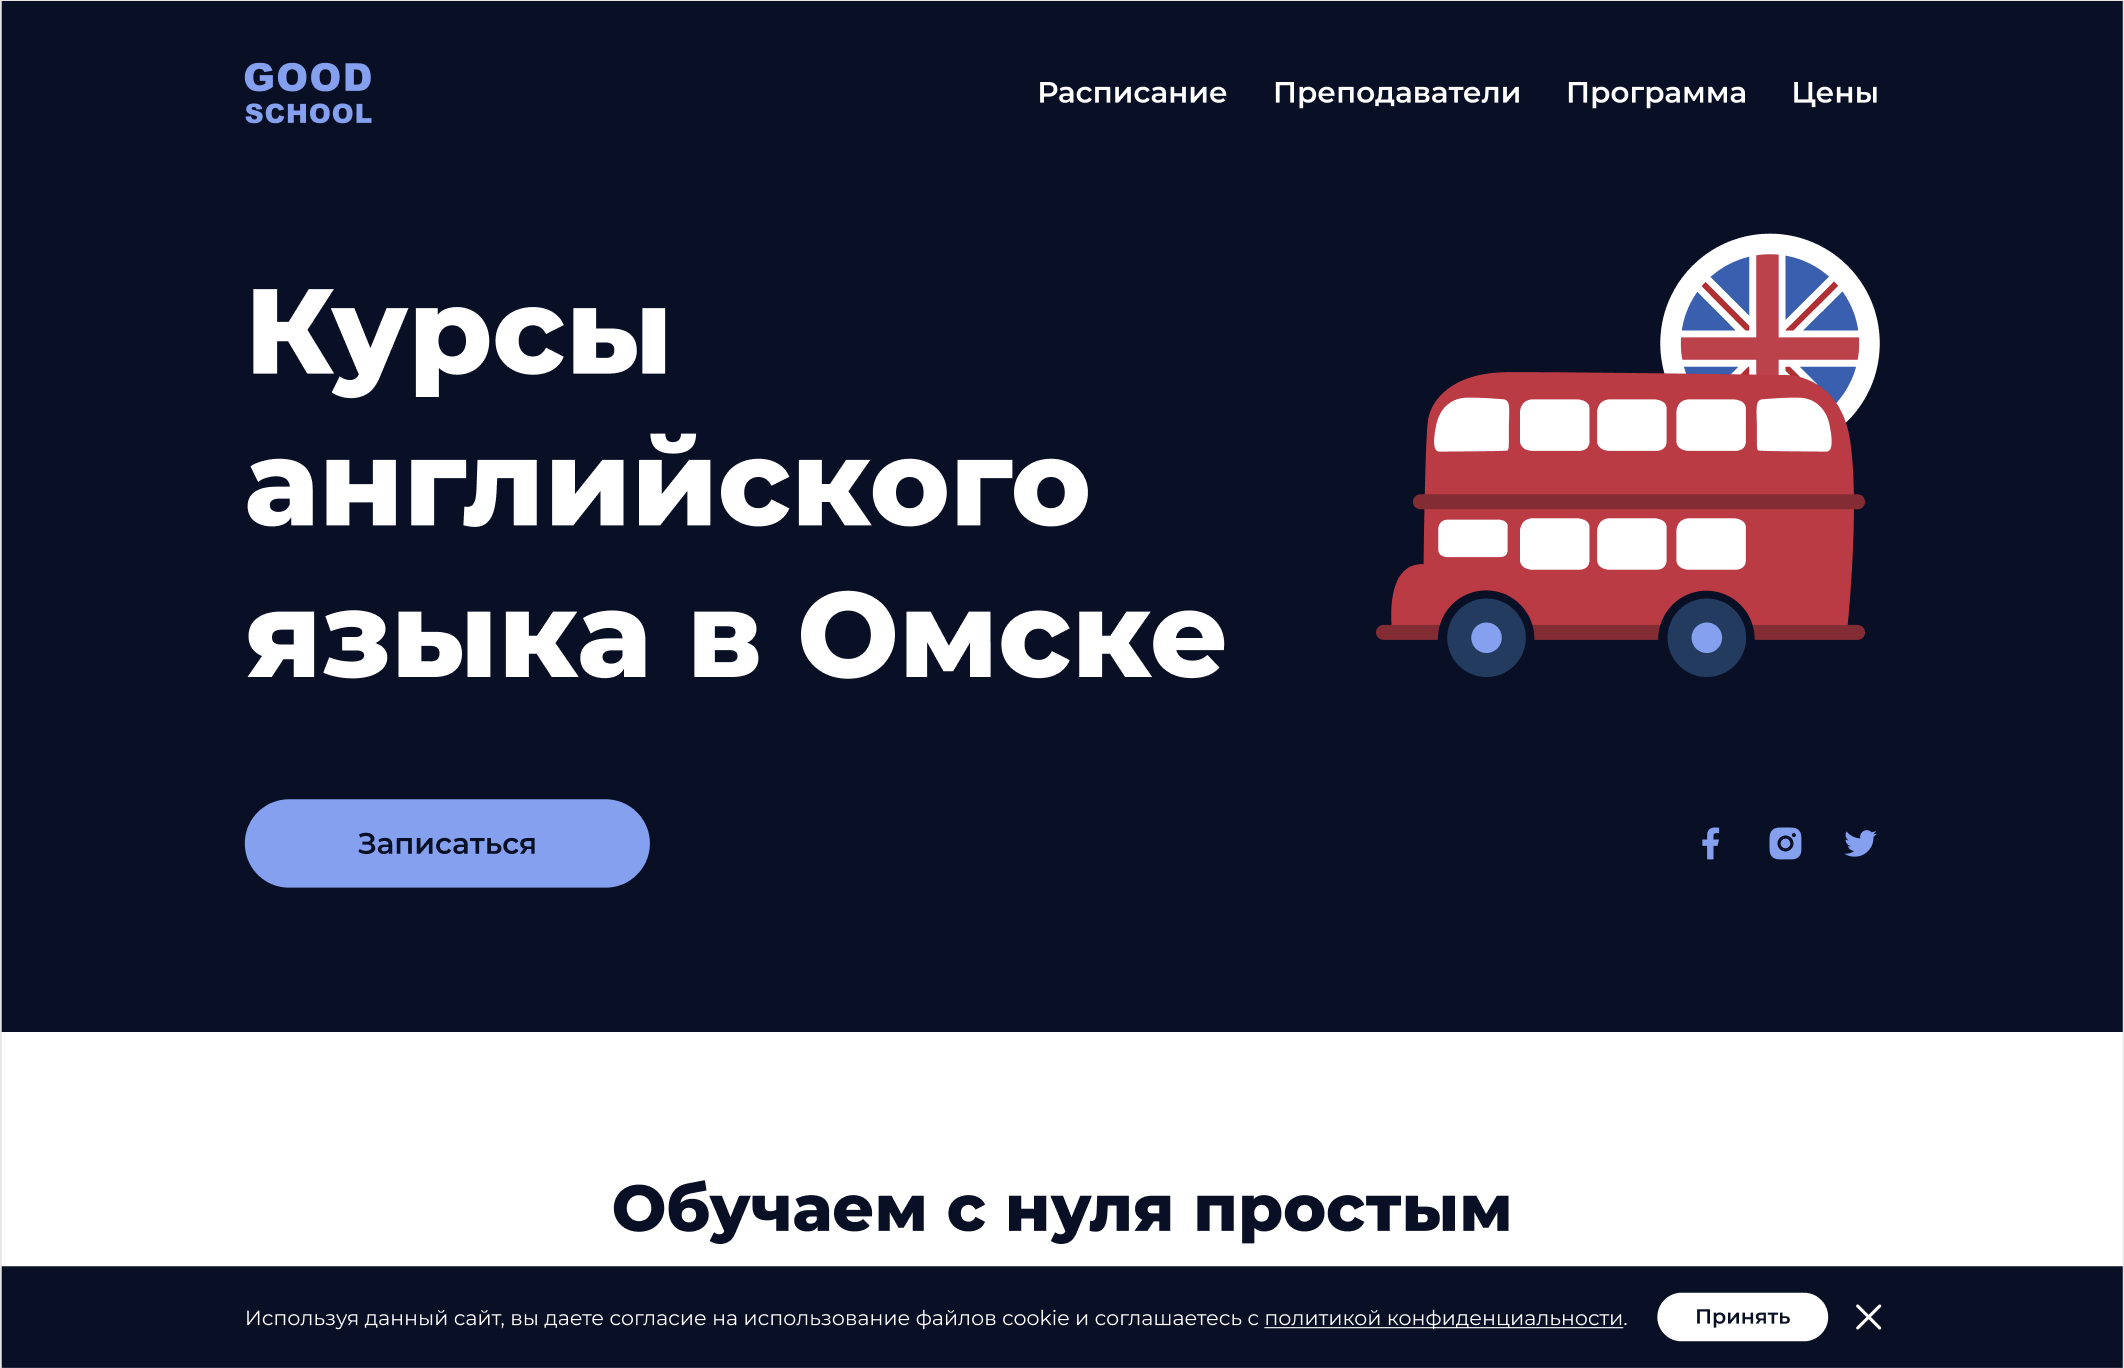 GOOD
SCHOOL
Расписание Преподаватели Программа Цены
Курсы
английского
языка в Омске
Записаться
Обучаем с нуля простым
Используя данный сайт, вы даете согласие на использование файлов cookie и соглашаетесь с политикой конфиденциальности. Принять